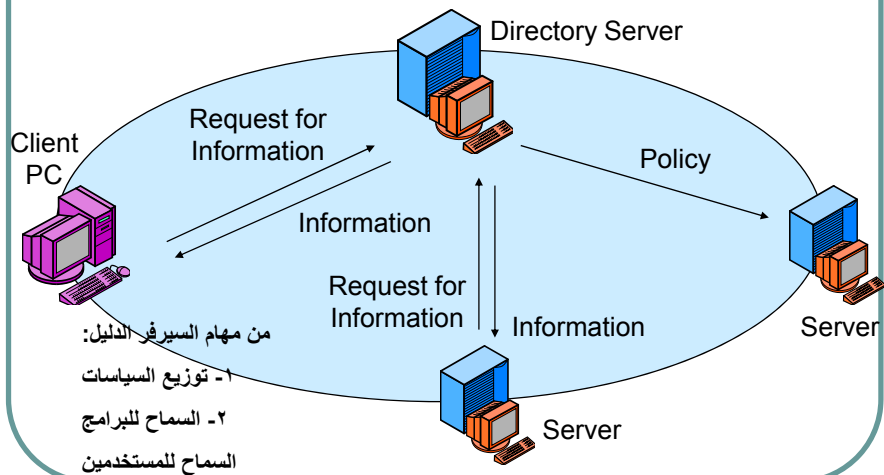 Directory Server
Request for
Information
Client
PC
Policy
Information
Request for
Information
Information
Server
Server
من مهام السيرفر الدليل:
١- توزيع السياسات
٢- السماح للبرامج
السماح للمستخدمين